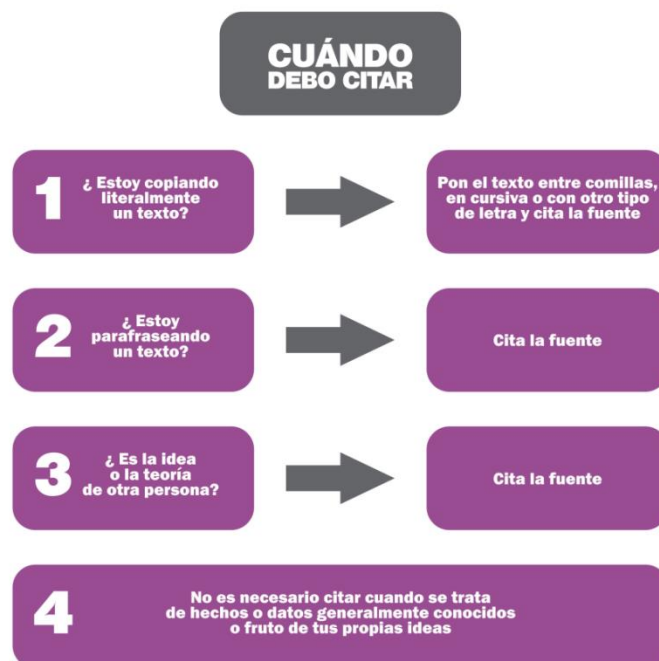 CUÁNDO
DEBO CITAR
1
¿ Estoy copiando
literalmente
un texto?
Pon el texto entre comillas,
en cursiva o con otro tipo
de letra y cita la fuente
2
¿ Estoy
parafraseando
un texto?
Cita la fuente
3
¿ Es la idea
o la teoría
de otra persona?
Cita la fuente
4
No es necesario citar cuando se trata
de hechos o datos generalmente conocidos
o fruto de tus propias ideas